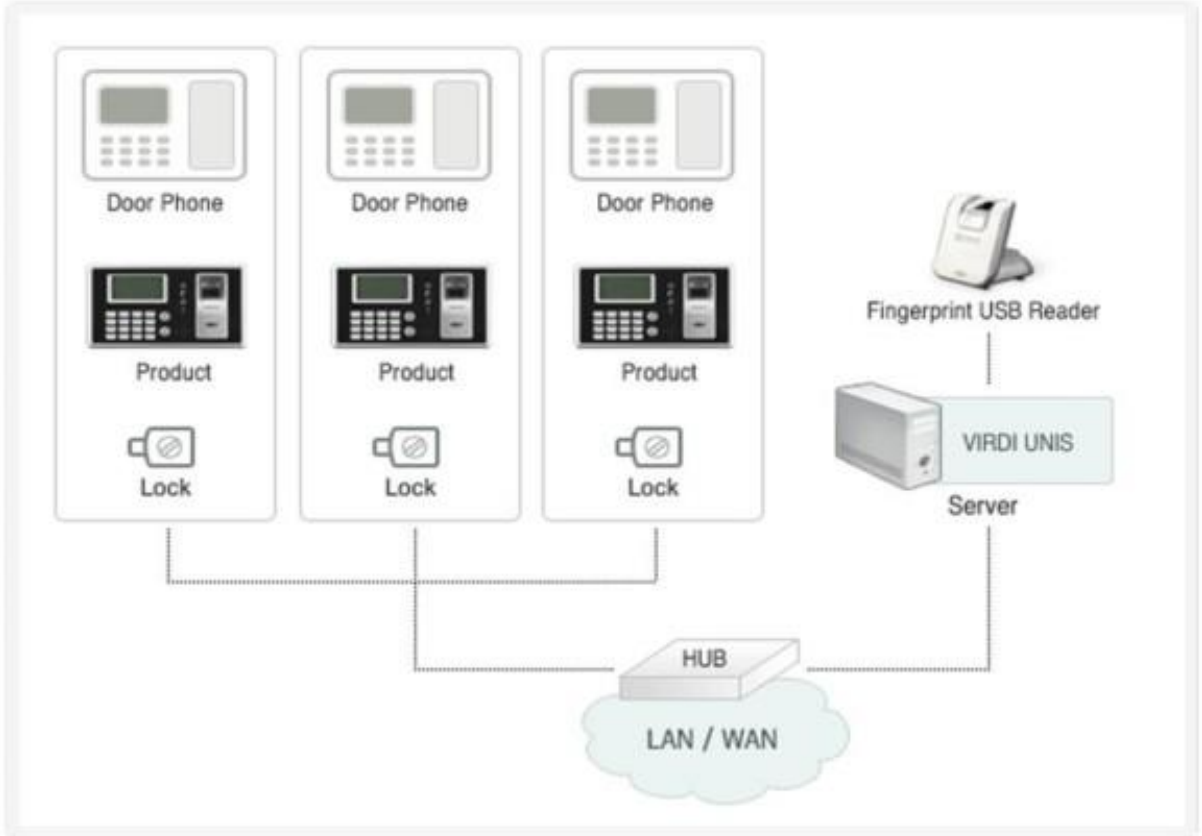 Door Phone
Product
Lock
Door Phone
Product
Lock
Door Phone
Product
Lock
Fingerprint USB Reader
VIRDI UNIS
Server
HUB
LAN / WAN